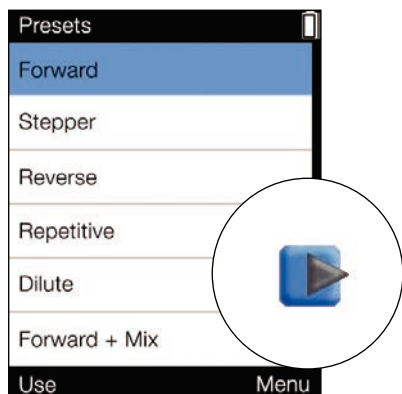 Presets
Forward
Stepper
Reverse
Repetitive
Dilute
Forward + Mix
Use Menu